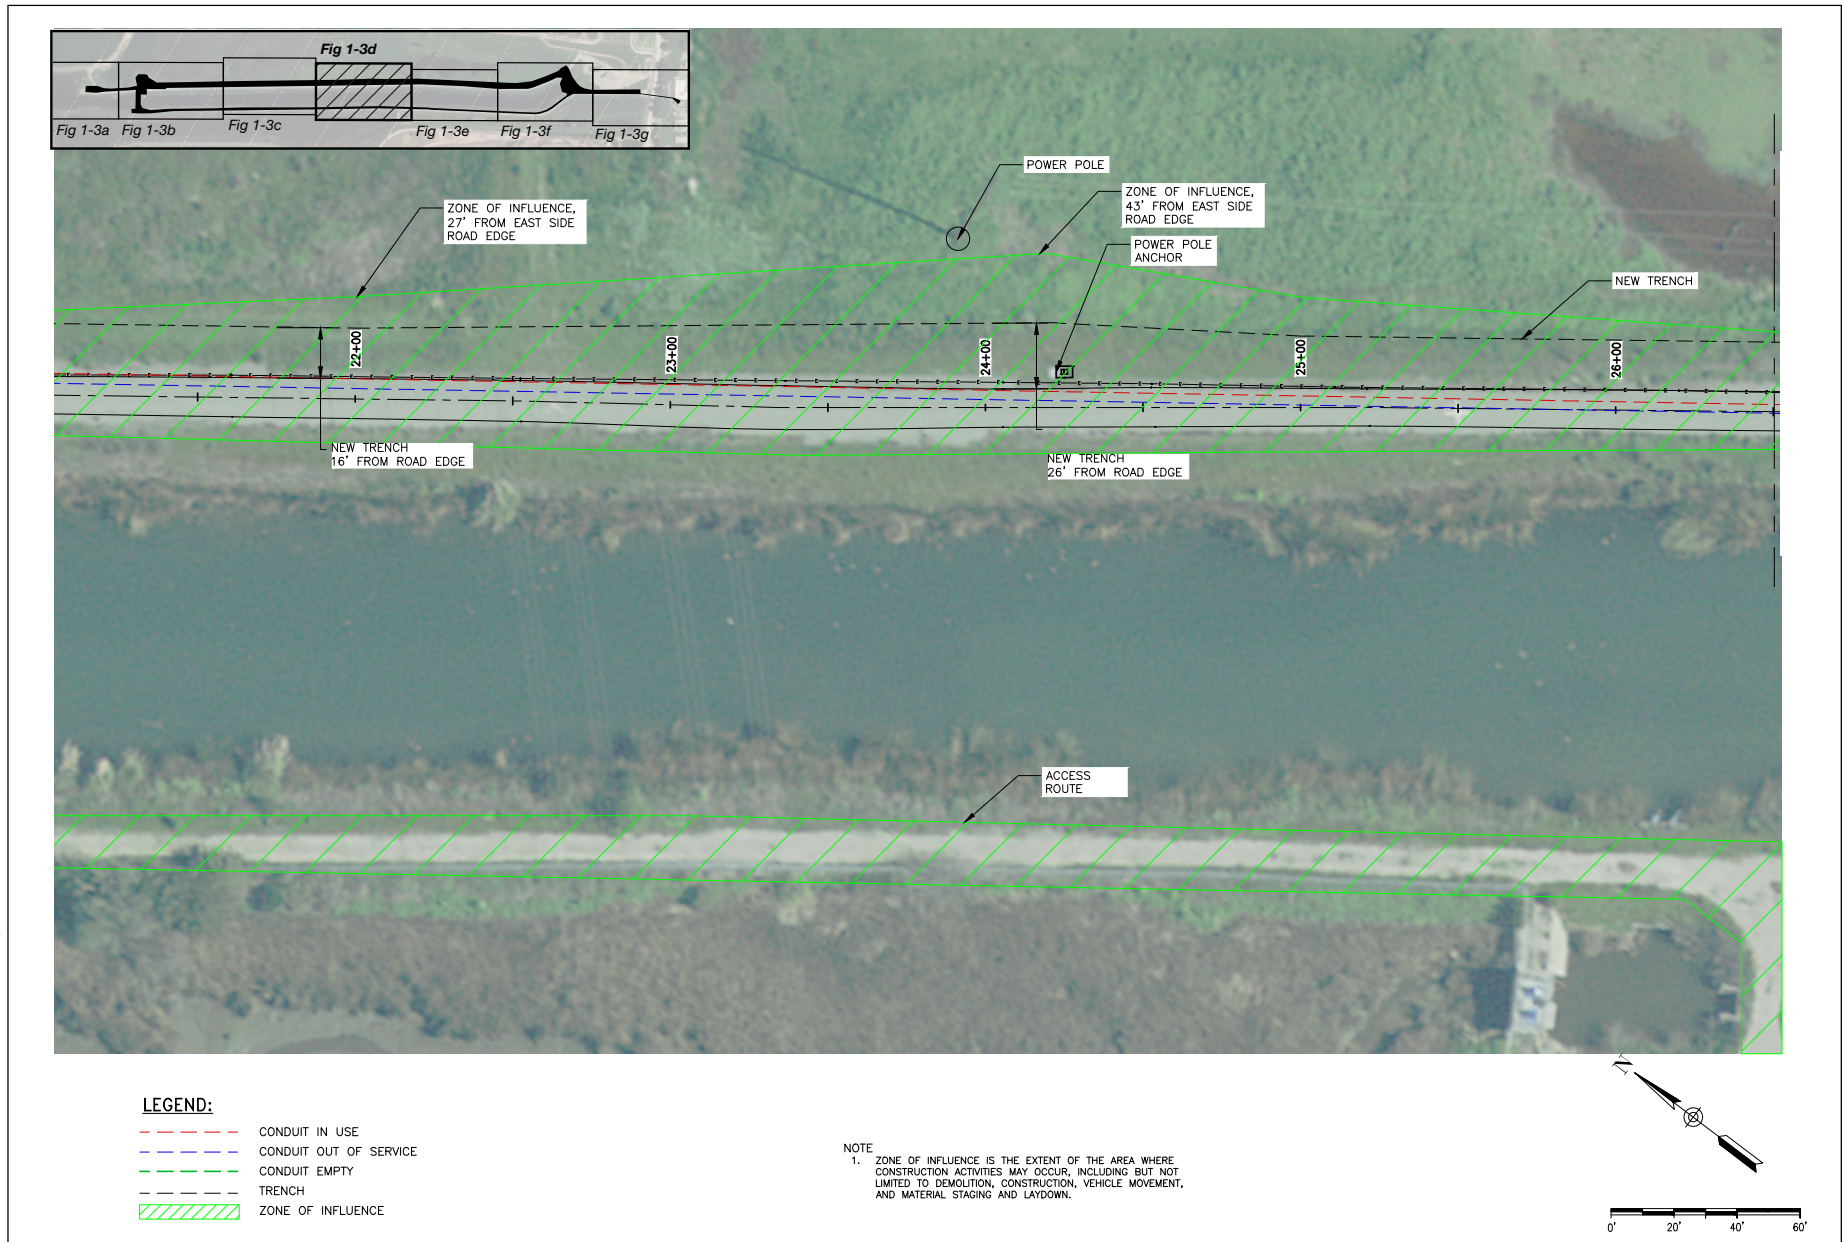 Fig 1-3d
Fig 1-3a
Fig 1-3b
Fig 1-3c
Fig 1-3e
Fig 1-3f
Fig 1-3g
POWER POLE
ZONE OF INFLUENCE,
43' FROM EAST SIDE
ROAD EDGE
ZONE OF INFLUENCE,
27' FROM EAST SIDE
ROAD EDGE
POWER POLE
ANCHOR
NEW TRENCH
22+00
23+00
24+00
25+00
26+00
NEW TRENCH
16' FROM ROAD EDGE
NEW TRENCH
26' FROM ROAD EDGE
ACCESS
ROUTE
N
LEGEND:
CONDUIT IN USE
CONDUIT OUT OF SERVICE
CONDUIT EMPTY
TRENCH
ZONE OF INFLUENCE
NOTE
1. ZONE OF INFLUENCE IS THE EXTENT OF THE AREA WHERE
CONSTRUCTION ACTIVITIES MAY OCCUR, INCLUDING BUT NOT
LIMITED TO DEMOLITION, CONSTRUCTION, VEHICLE MOVEMENT,
AND MATERIAL STAGING AND LAYDOWN.
0' 20' 40' 60'